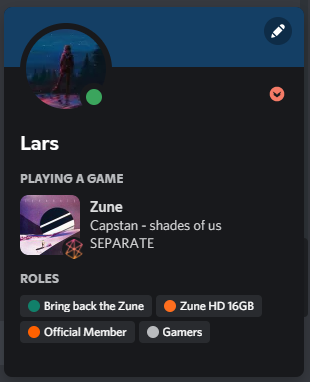 Lars
PLAYING A GAME
Zune
Capstan - shades of us
SEPARATE
ROLES
Bring back the Zune
Zune HD 16GB
Official Member
Gamers